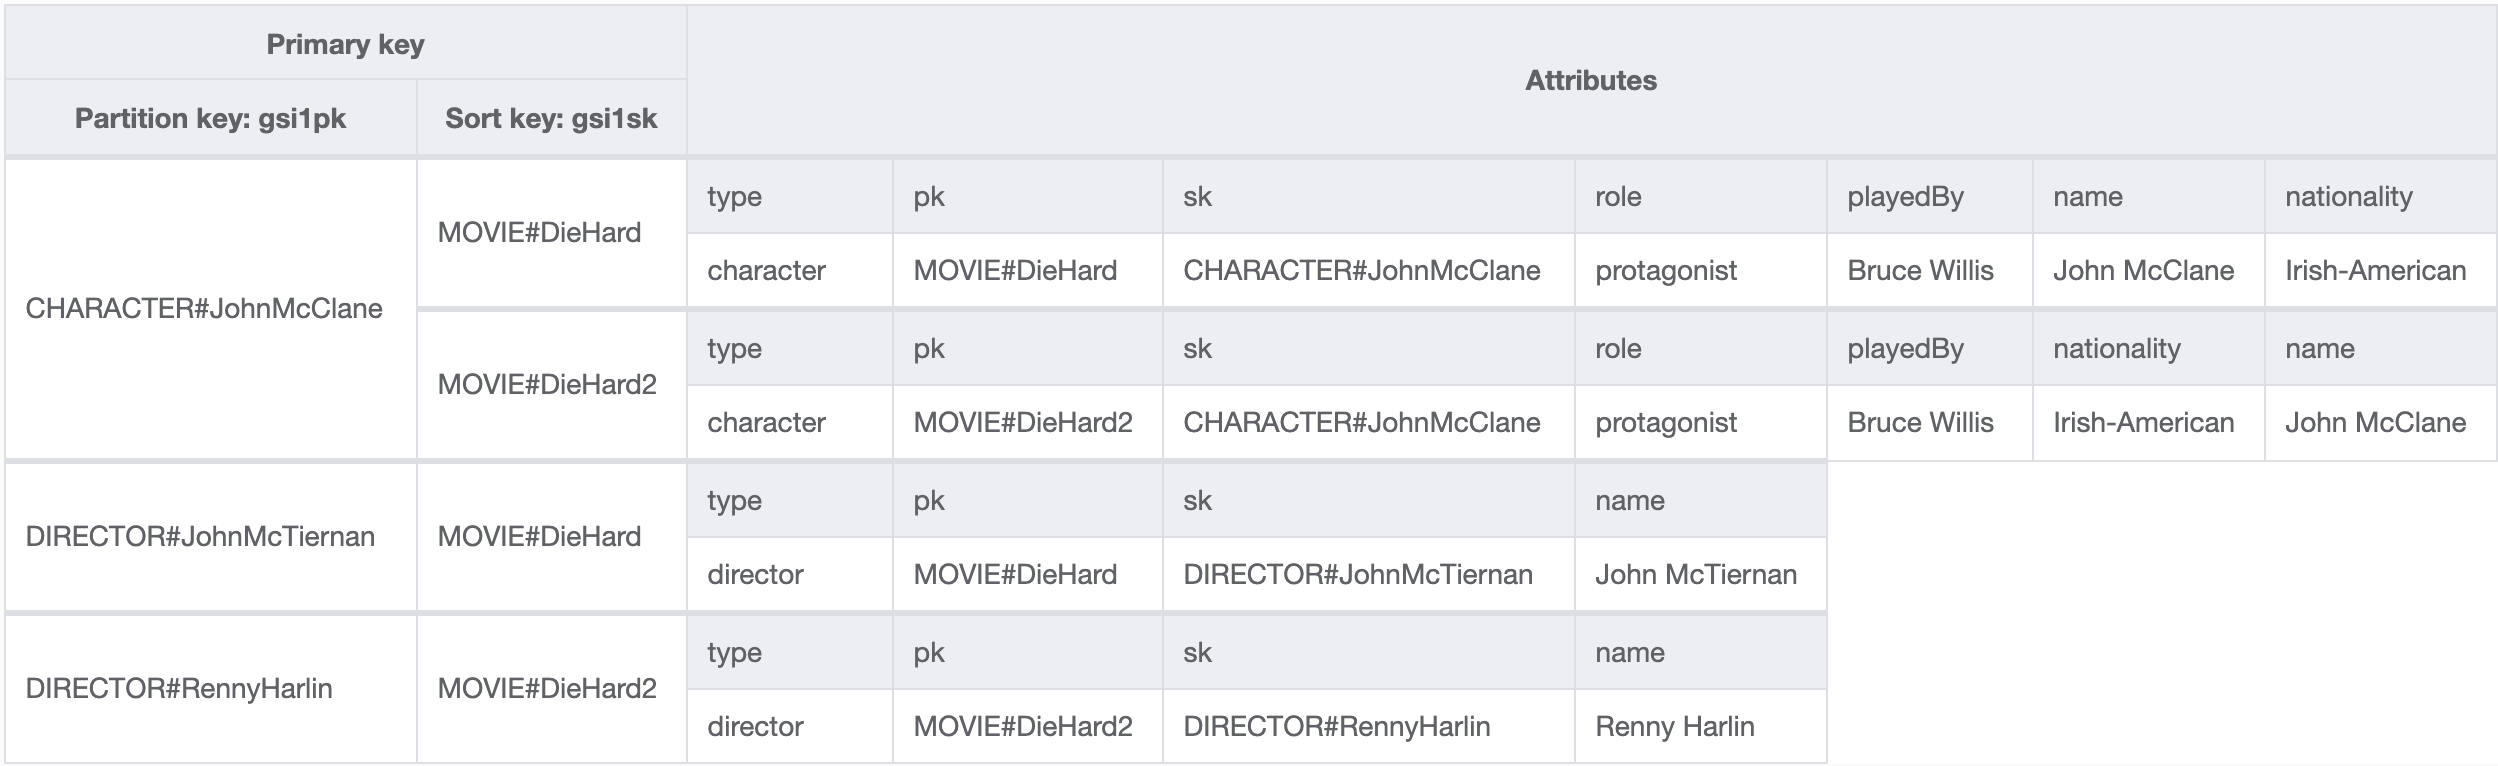 Primary key
Attributes
Partition key: gsi1pk Sort key: gsi1sk
CHARACTER#JohnMcClane
MOVIE#DieHard
type pk sk role playedBy name nationality
character MOVIE#DieHard CHARACTER#JohnMcClane protagonist Bruce Willis John McClane Irish-American
MOVIE#DieHard2
type pk sk role playedBy nationality name
character MOVIE#DieHard2 CHARACTER#JohnMcClane protagonist Bruce Willis Irish-American John McClane
DIRECTOR#JohnMcTiernan
MOVIE#DieHard
type pk sk name
director MOVIE#DieHard DIRECTOR#JohnMcTiernan John McTiernan
DIRECTOR#RennyHarlin
MOVIE#DieHard2
type pk sk name
director MOVIE#DieHard2 DIRECTOR#RennyHarlin Renny Harlin